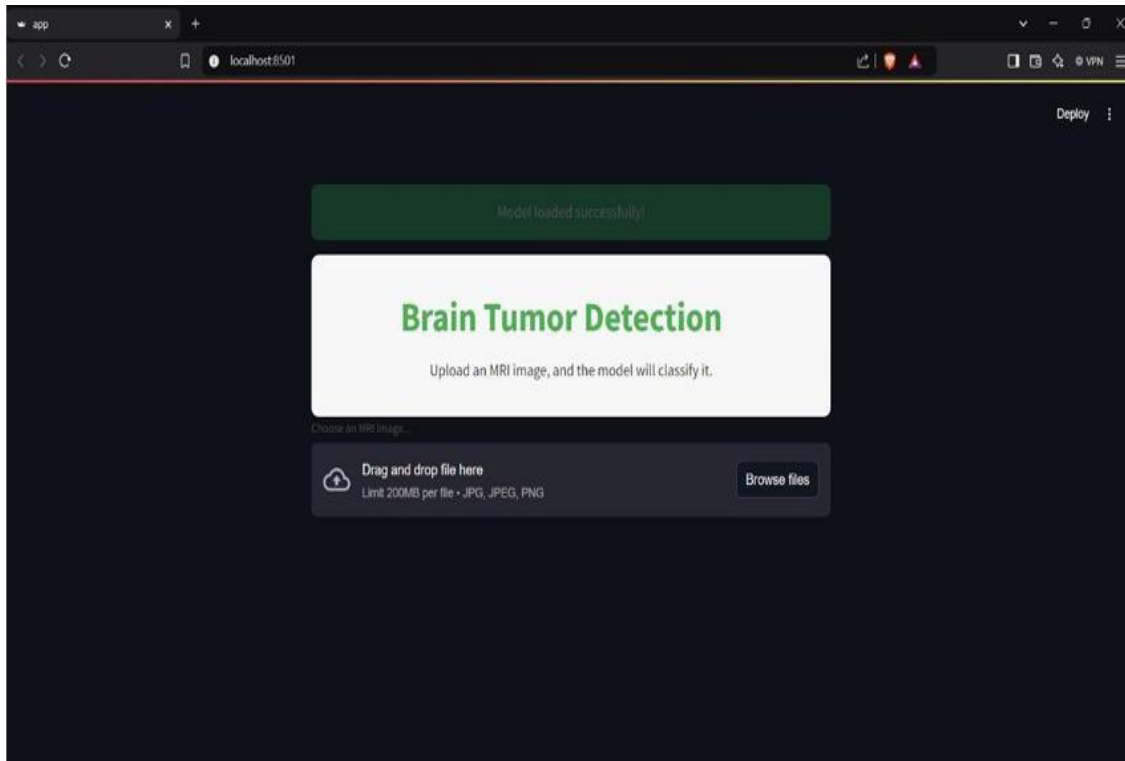 app
localhost:8501
VPN
Deploy
Model loaded successfully!
Brain Tumor Detection
Upload an MRI image, and the model will classify it.
Choose an MRI Image...
Drag and drop file here
Limit 200MB per file • JPG, JPEG, PNG
Browse files